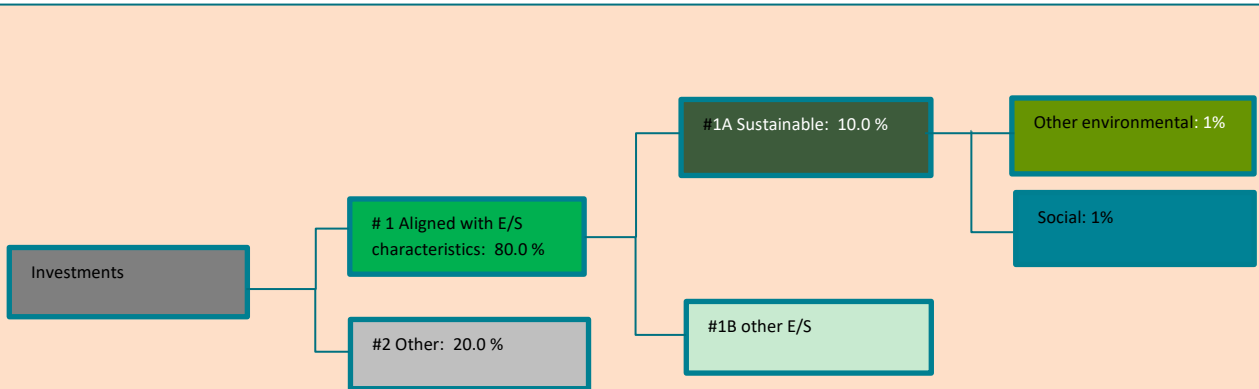 #1A Sustainable: 10.0 %
Other environmental: 1%
Social: 1%
# 1 Aligned with E/S
characteristics: 80.0 %
Investments
#1B other E/S
#2 Other: 20.0 %